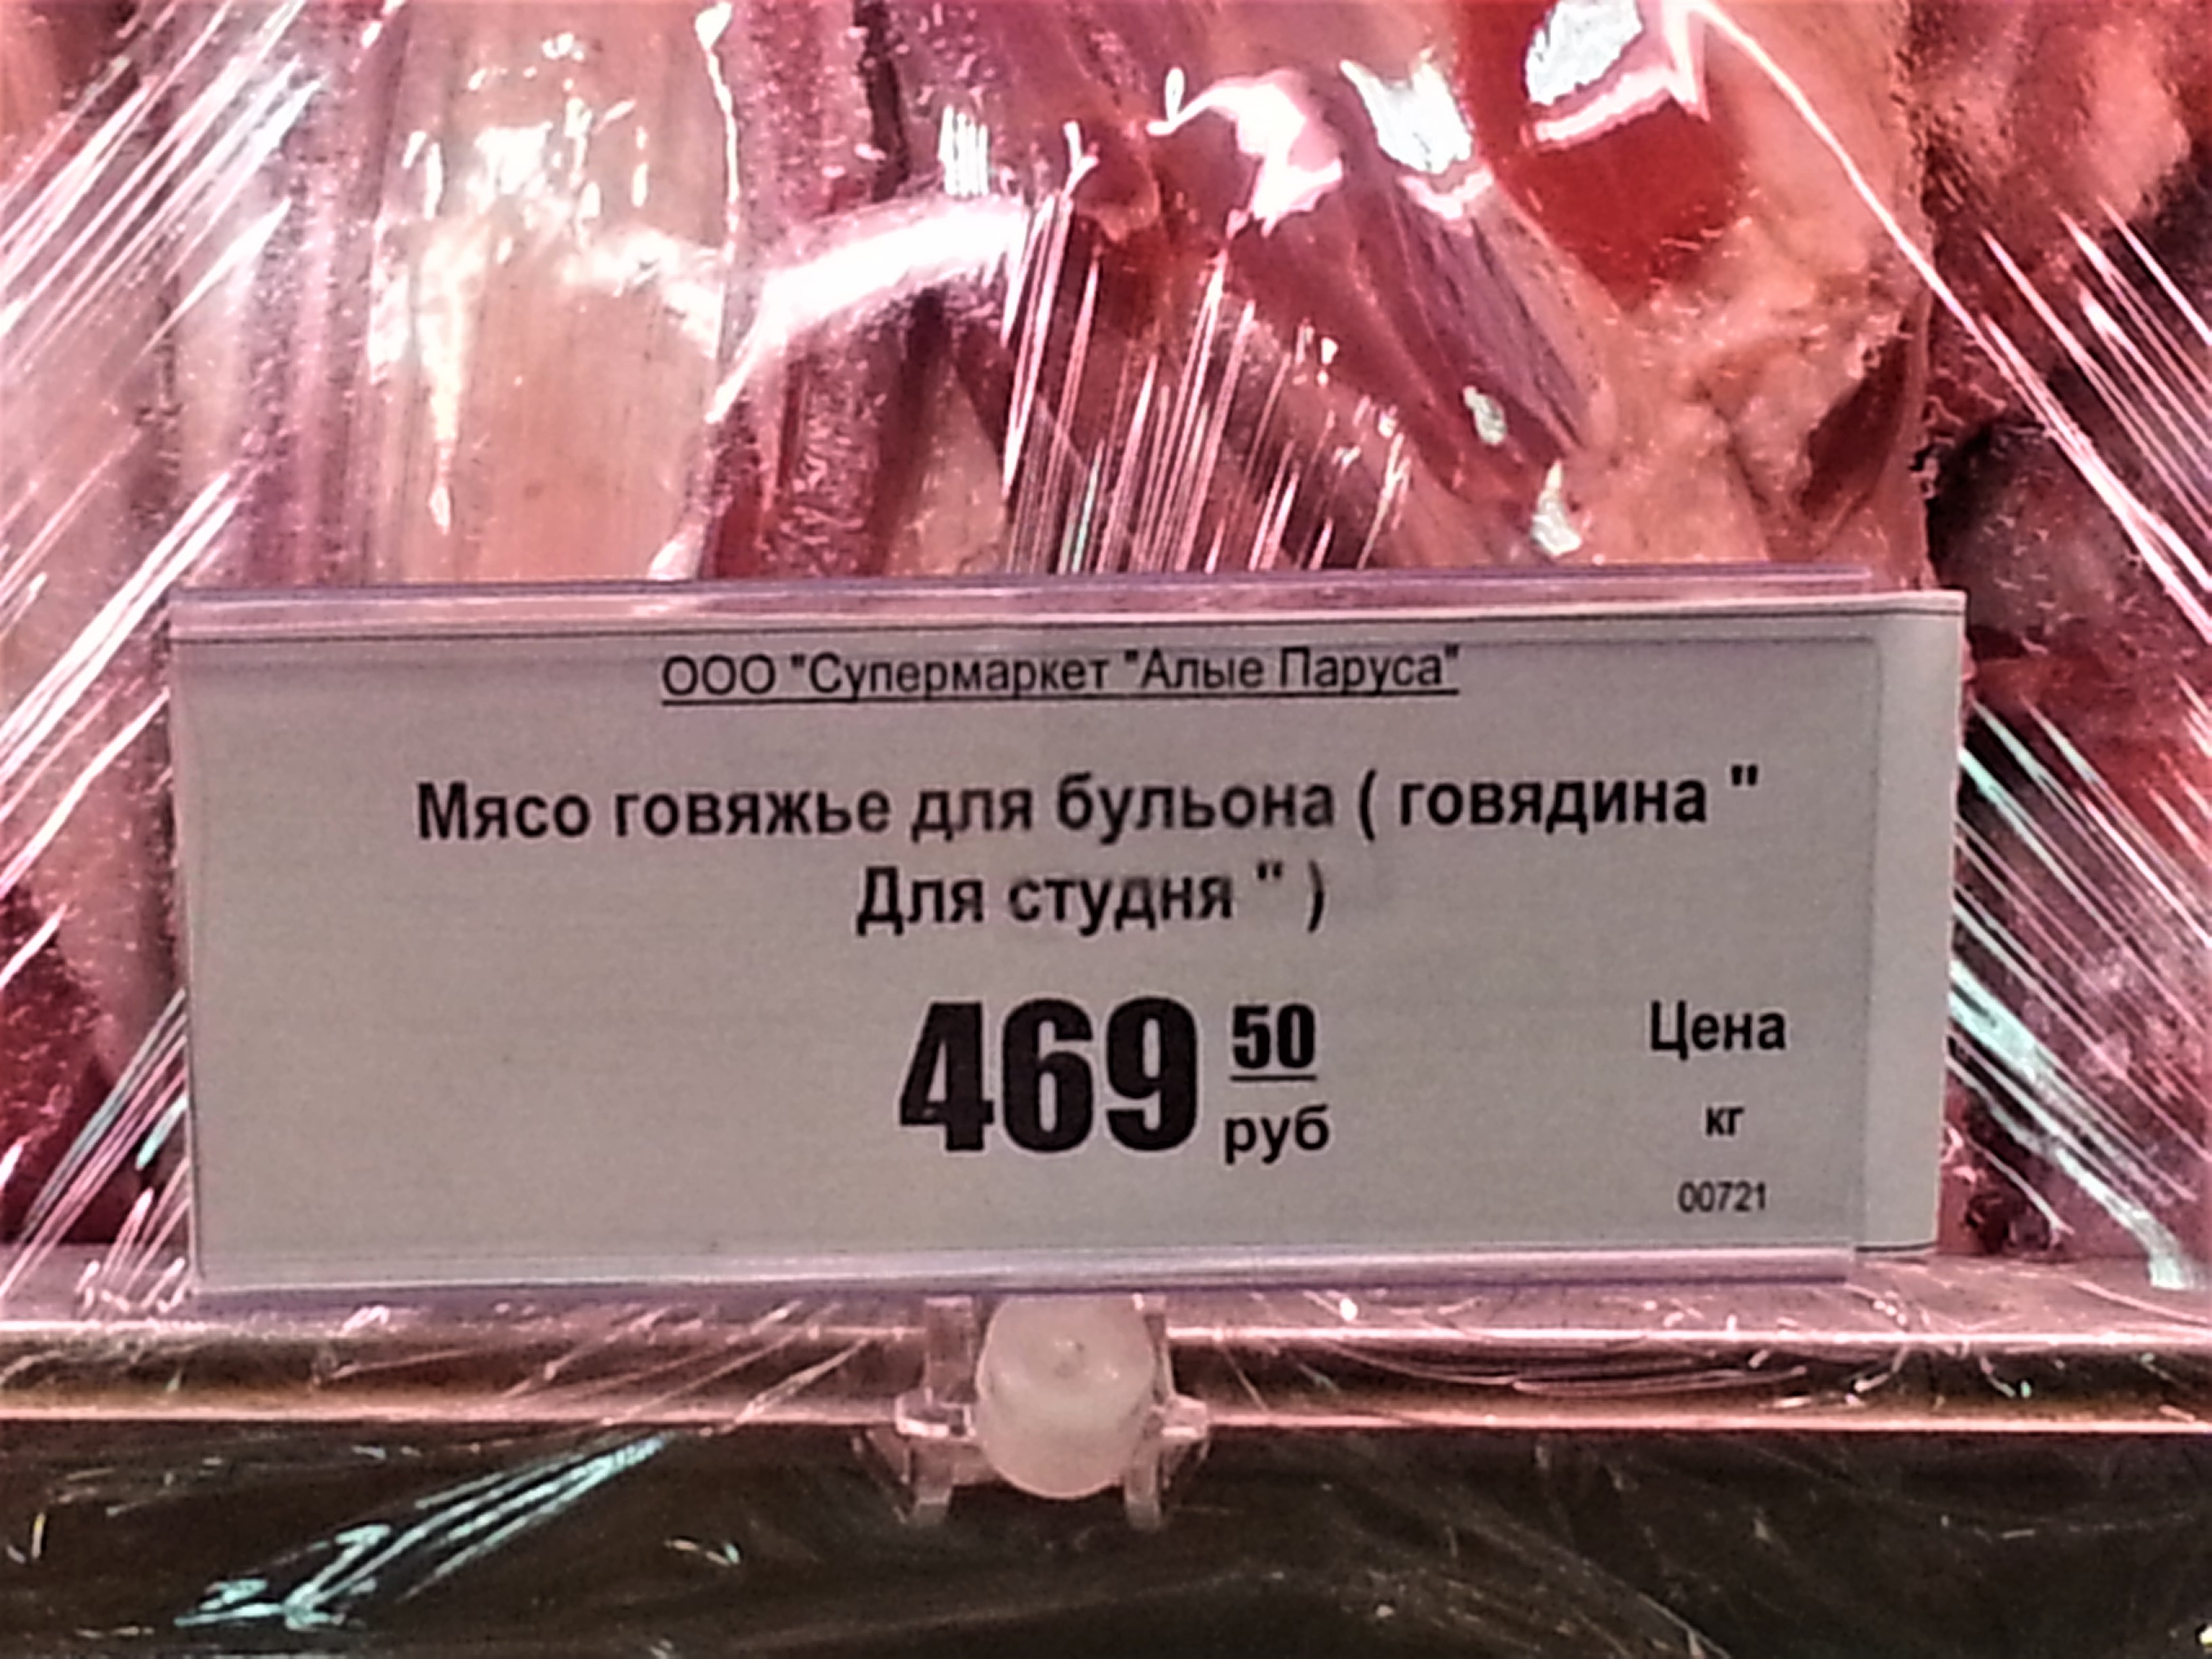 ООО "Супермаркет "Алые Паруса"
Мясо говяжье для бульона ( говядина "
Для студня " )
469 50
руб
Цена
кг
00721